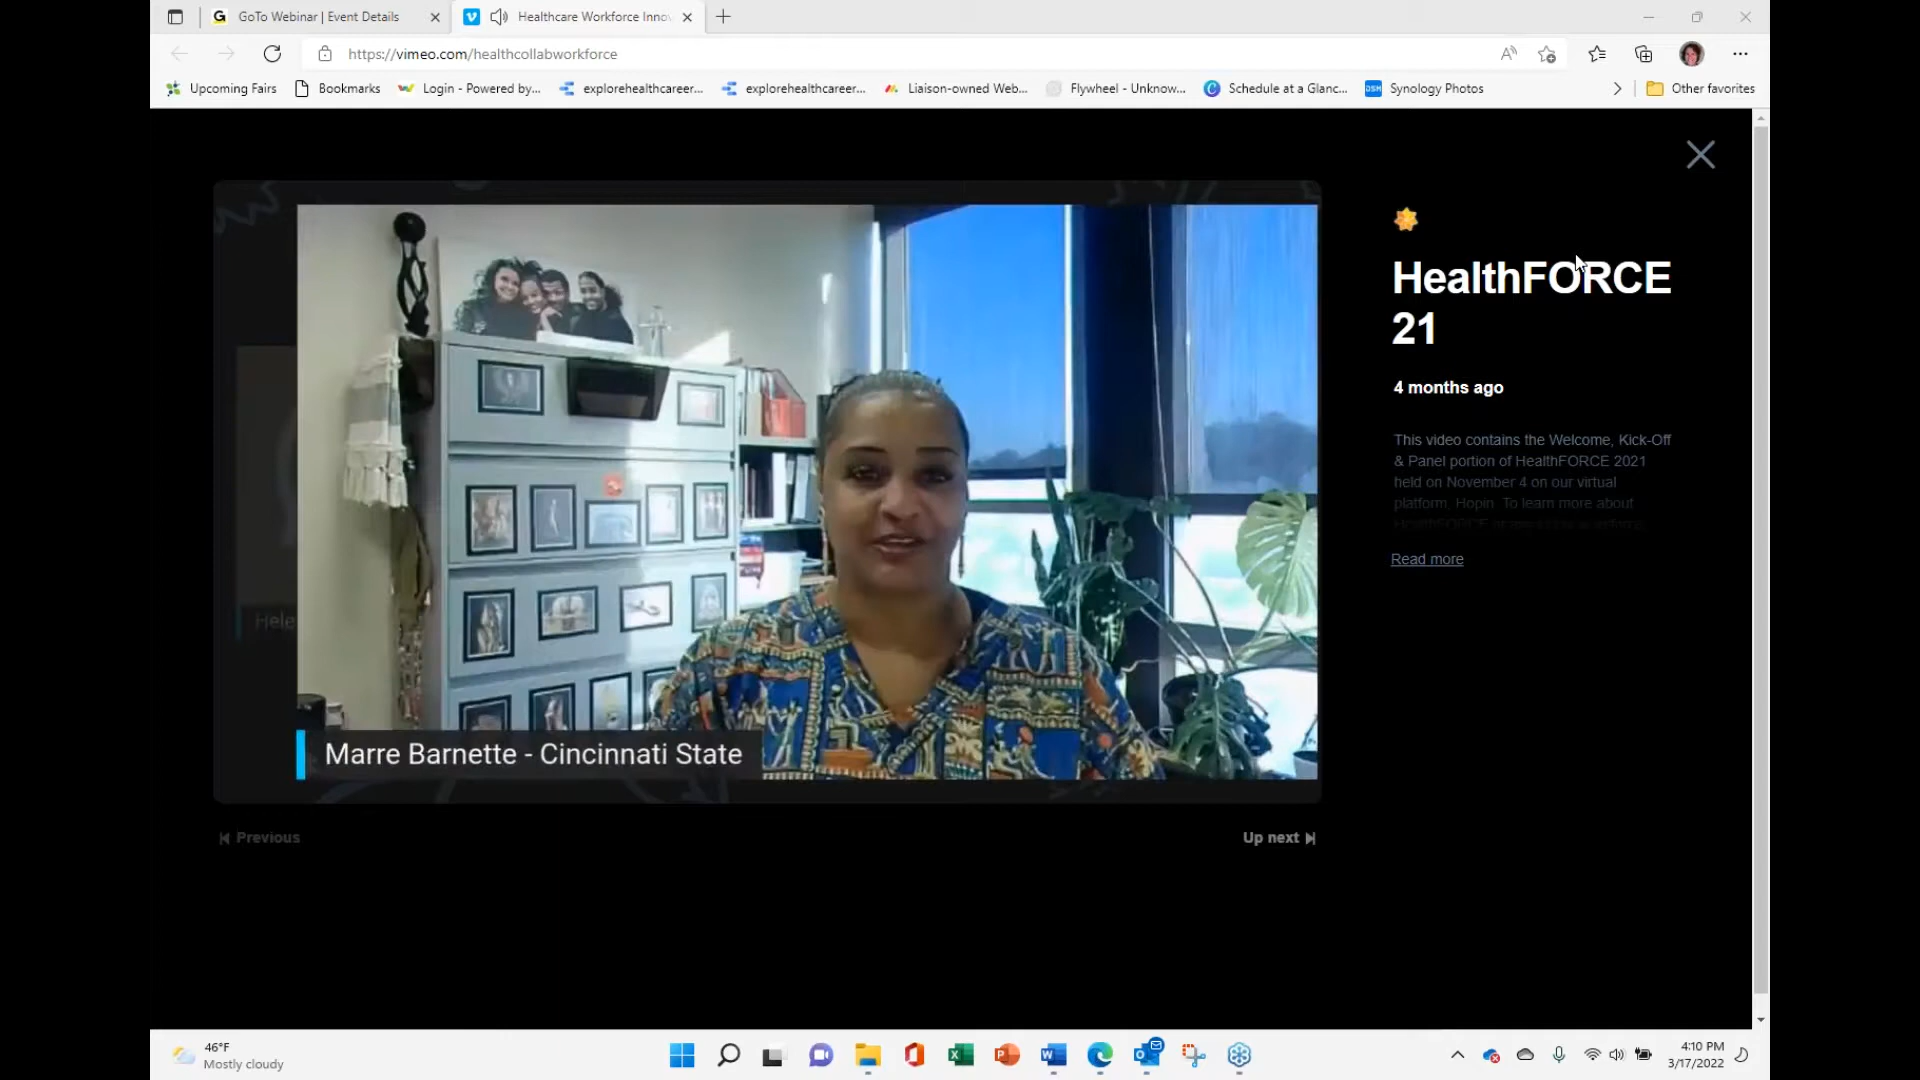 GoTo Webinar | Event Details
Healthcare Workforce Innov
https://vimeo.com/healthcollabworkforce
Upcoming Fairs
Bookmarks
Login - Powered by...
explorehealthcareer...
explorehealthcareer...
Liaison-owned Web...
Flywheel - Unknow...
Schedule at a Glanc...
DSM
Synology Photos
Other favorites
HealthFORCE
21
4 months ago
This video contains the Welcome, Kick-Off
& Panel portion of HealthFORCE 2021
held on November 4 on our virtual
platform, Hopin. To learn more about
Read more
Hele
Marre Barnette - Cincinnati State
Previous
Up next
46°F
Mostly cloudy
4:10 PM
3/17/2022